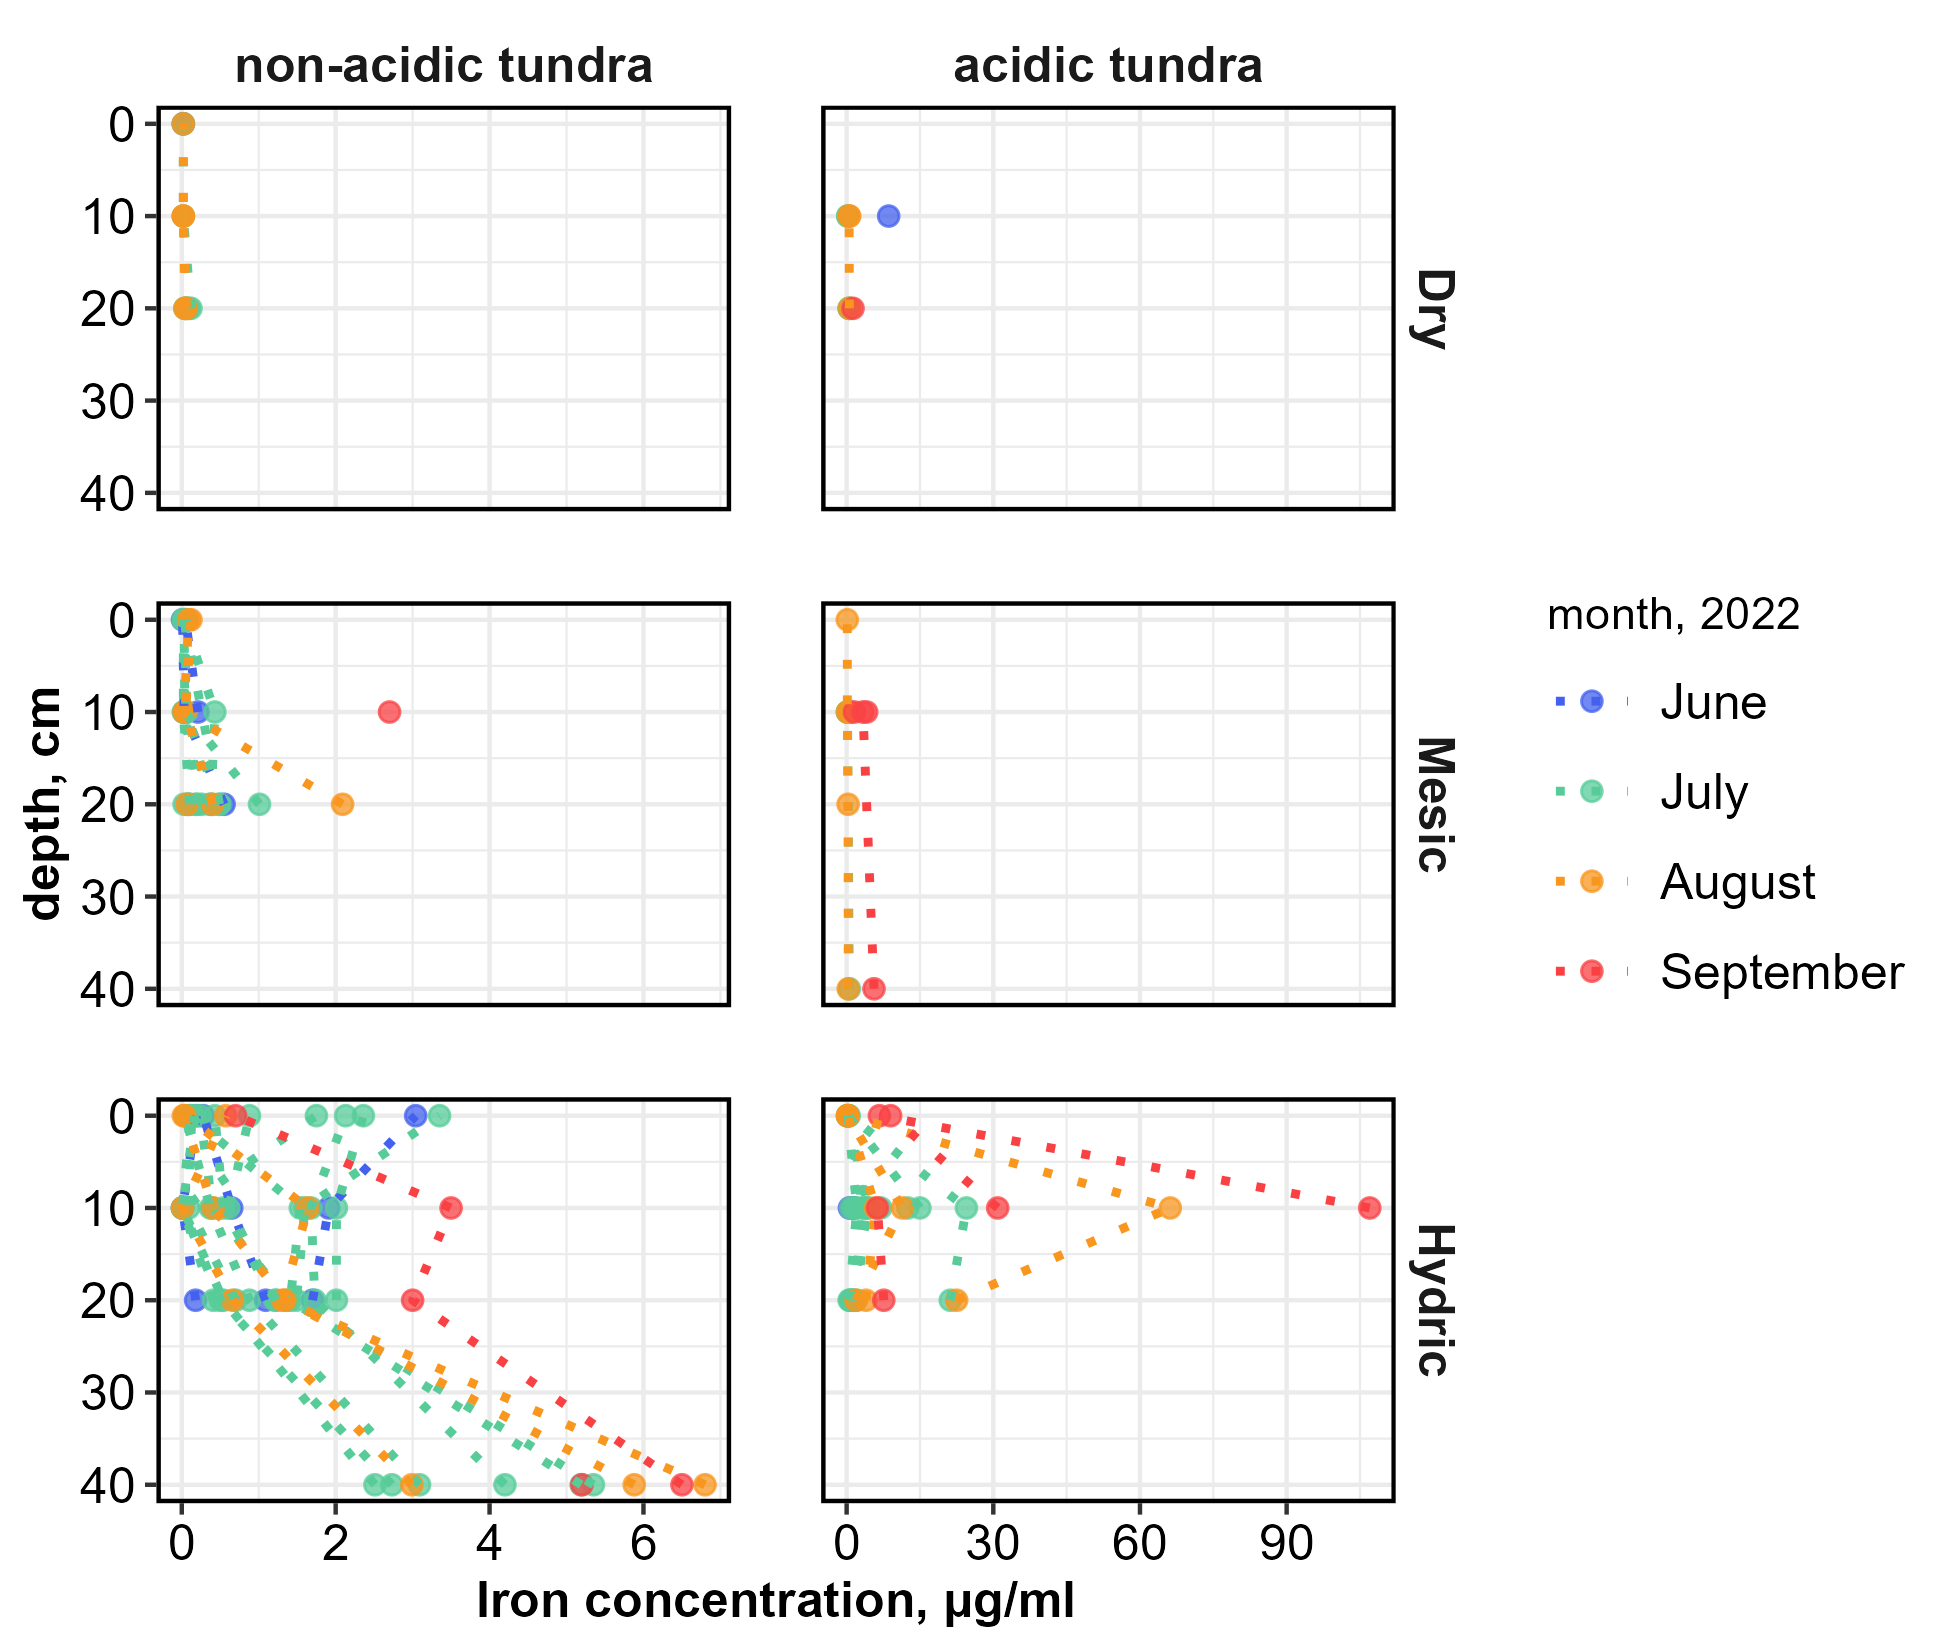 non-acidic tundra
acidic tundra
0
10
20
30
40
Dry
0
10
20
30
40
Mesic
depth, cm
month, 2022
June
July
August
September
0
10
20
30
40
Hydric
0 2 4 6
0 30 60 90
Iron concentration, µg/ml